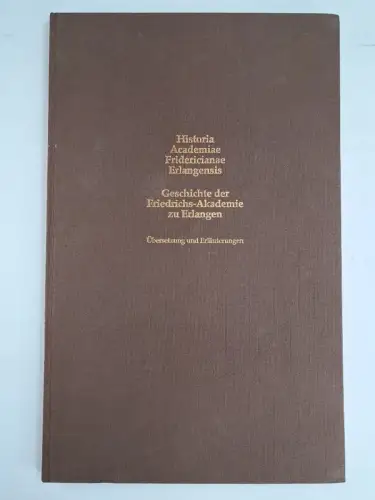 Historia
Academiae
Fridericianae
Erlangensis
Geschichte der
Friedrichs-Akademie
zu Erlangen
Übersetzung und Erläuterungen